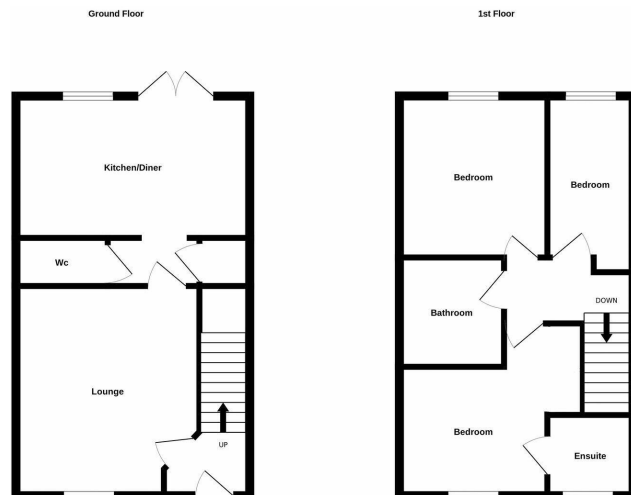 Ground Floor
Kitchen/Diner
Wc
Lounge
UP
1st Floor
Bedroom
Bedroom
Bathroom
DOWN
Bedroom
Ensuite